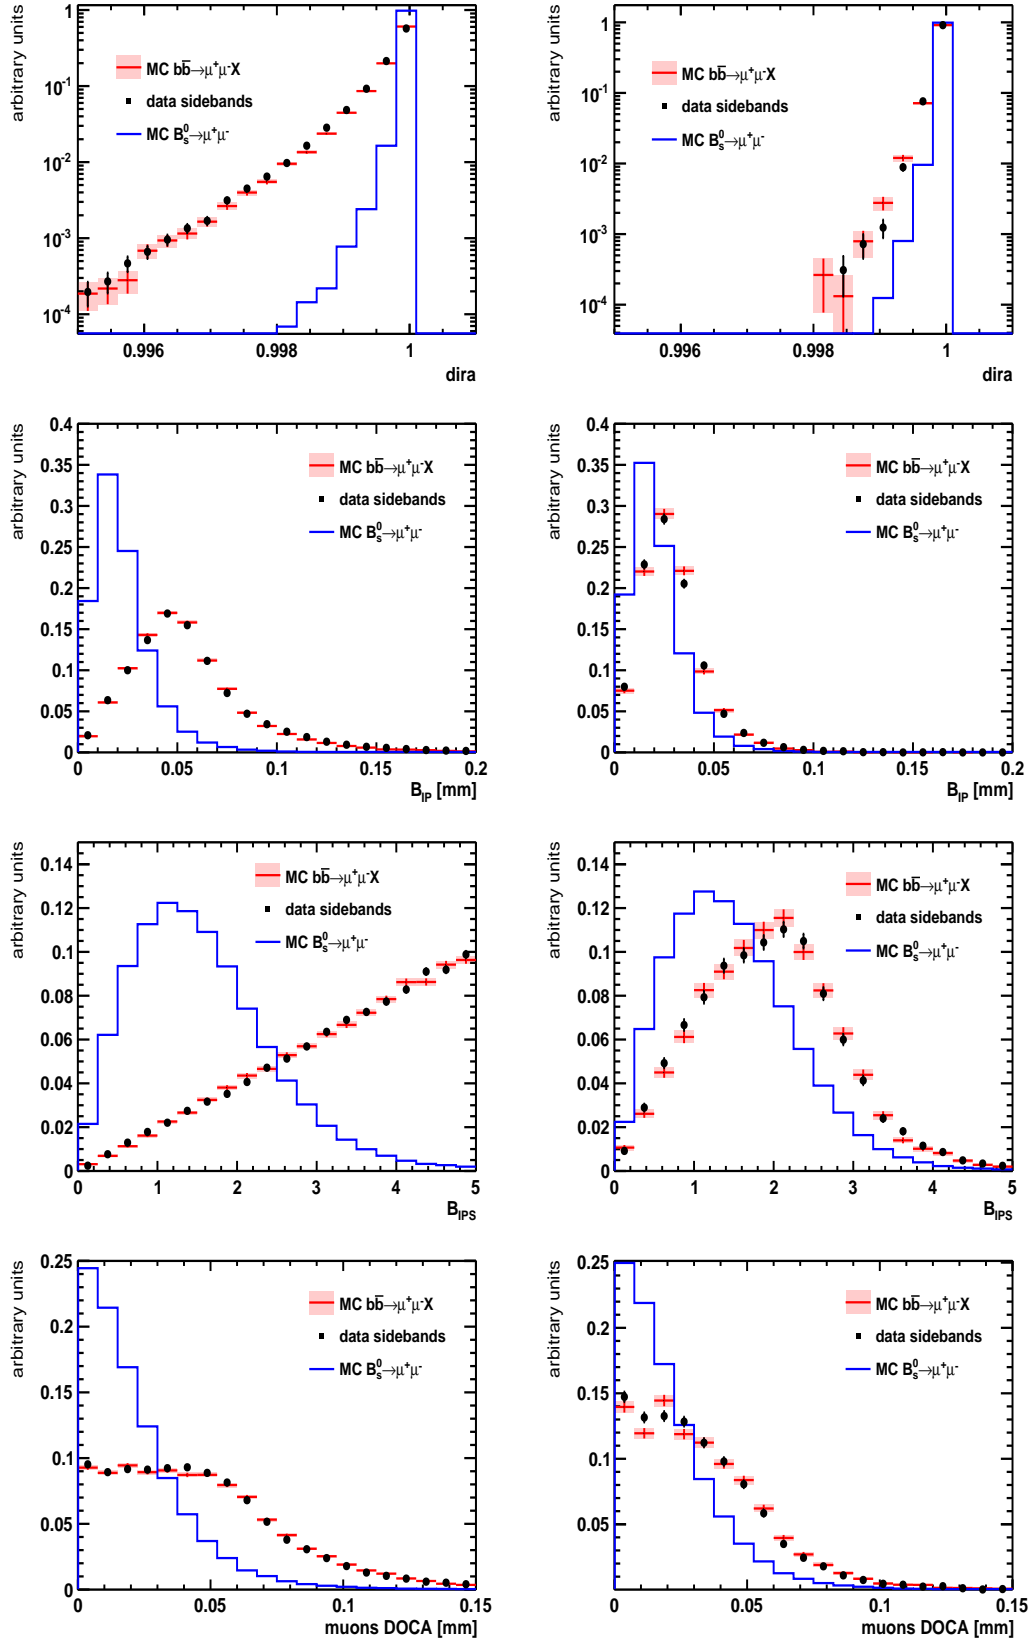 arbitrary units
1
10⁻¹
10⁻²
10⁻³
10⁻⁴
MC bb̅→μ⁺μ⁻X
data sidebands
MC B⁰ₛ→μ⁺μ⁻
0.996 0.998 1
dira
arbitrary units
1
10⁻¹
10⁻²
10⁻³
10⁻⁴
MC bb̅→μ⁺μ⁻X
data sidebands
MC B⁰ₛ→μ⁺μ⁻
0.996 0.998 1
dira
arbitrary units
0.4
0.35
0.3
0.25
0.2
0.15
0.1
0.05
0
MC bb̅→μ⁺μ⁻X
data sidebands
MC B⁰ₛ→μ⁺μ⁻
0 0.05 0.1 0.15 0.2
B_IP [mm]
arbitrary units
0.4
0.35
0.3
0.25
0.2
0.15
0.1
0.05
0
MC bb̅→μ⁺μ⁻X
data sidebands
MC B⁰ₛ→μ⁺μ⁻
0 0.05 0.1 0.15 0.2
B_IP [mm]
arbitrary units
0.14
0.12
0.1
0.08
0.06
0.04
0.02
0
MC bb̅→μ⁺μ⁻X
data sidebands
MC B⁰ₛ→μ⁺μ⁻
0 1 2 3 4 5
B_IPS
arbitrary units
0.14
0.12
0.1
0.08
0.06
0.04
0.02
0
MC bb̅→μ⁺μ⁻X
data sidebands
MC B⁰ₛ→μ⁺μ⁻
0 1 2 3 4 5
B_IPS
arbitrary units
0.25
0.2
0.15
0.1
0.05
0
MC bb̅→μ⁺μ⁻X
data sidebands
MC B⁰ₛ→μ⁺μ⁻
0 0.05 0.1 0.15
muons DOCA [mm]
arbitrary units
0.25
0.2
0.15
0.1
0.05
0
MC bb̅→μ⁺μ⁻X
data sidebands
MC B⁰ₛ→μ⁺μ⁻
0 0.05 0.1 0.15
muons DOCA [mm]